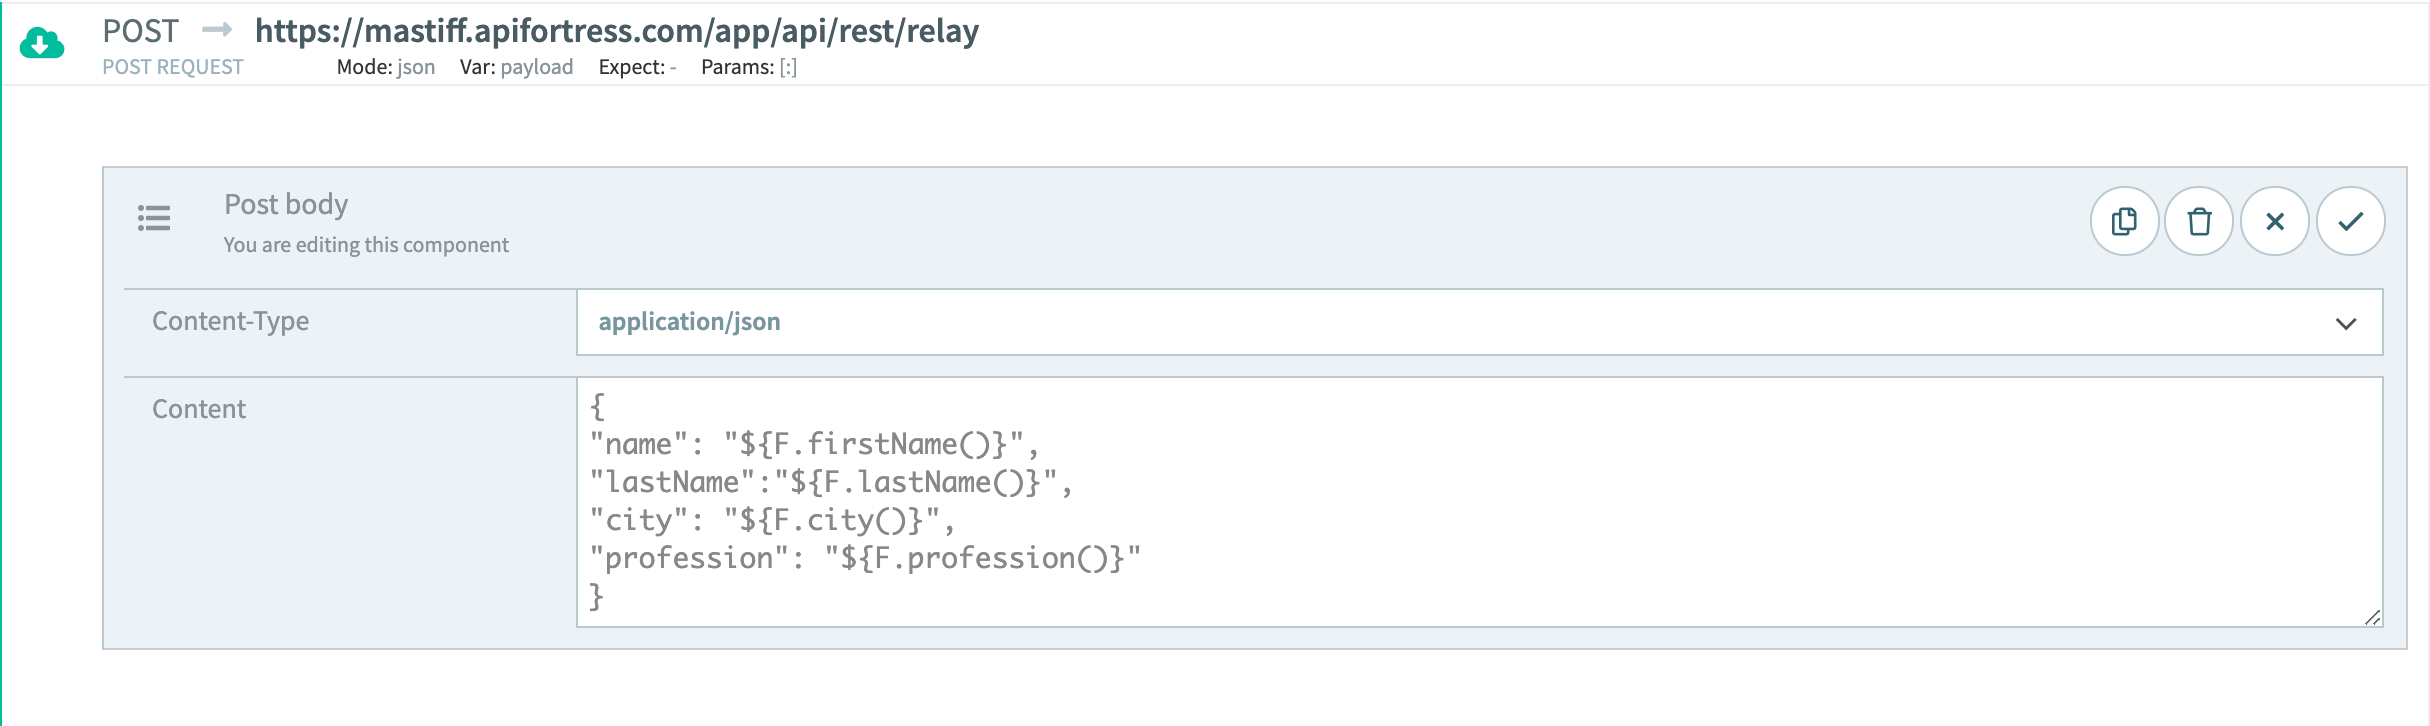 POST https://mastiff.apifortress.com/app/api/rest/relay
POST REQUEST Mode: json Var: payload Expect: - Params: [:]
Post body
You are editing this component
Content-Type application/json
Content
{
"name": "${F.firstName()}",
"lastName":"${F.lastName()}",
"city": "${F.city()}",
"profession": "${F.profession()}"
}